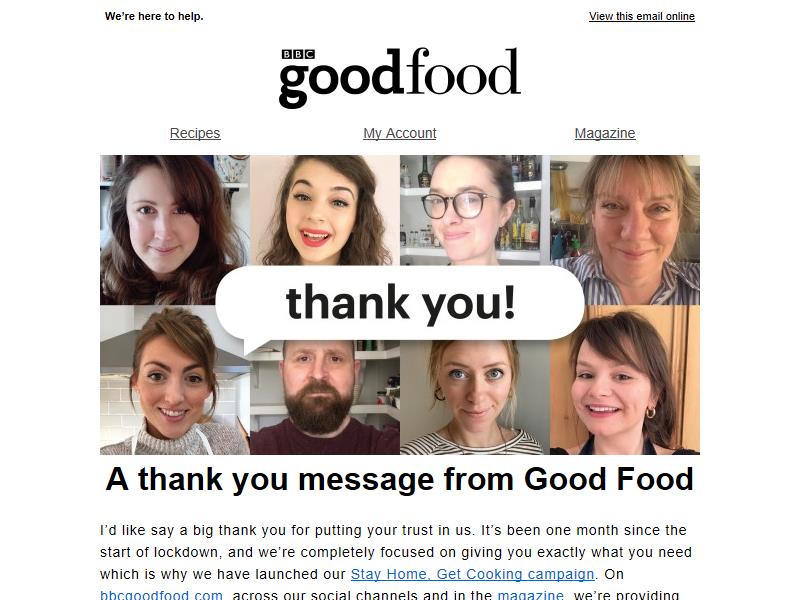 We're here to help.
View this email online
BBC
goodfood
Recipes
My Account
Magazine
thank you!
A thank you message from Good Food
I'd like say a big thank you for putting your trust in us. It's been one month since the
start of lockdown, and we're completely focused on giving you exactly what you need
which is why we have launched our Stay Home, Get Cooking campaign. On
bbcgoodfood.com, across our social channels and in the magazine, we're providing